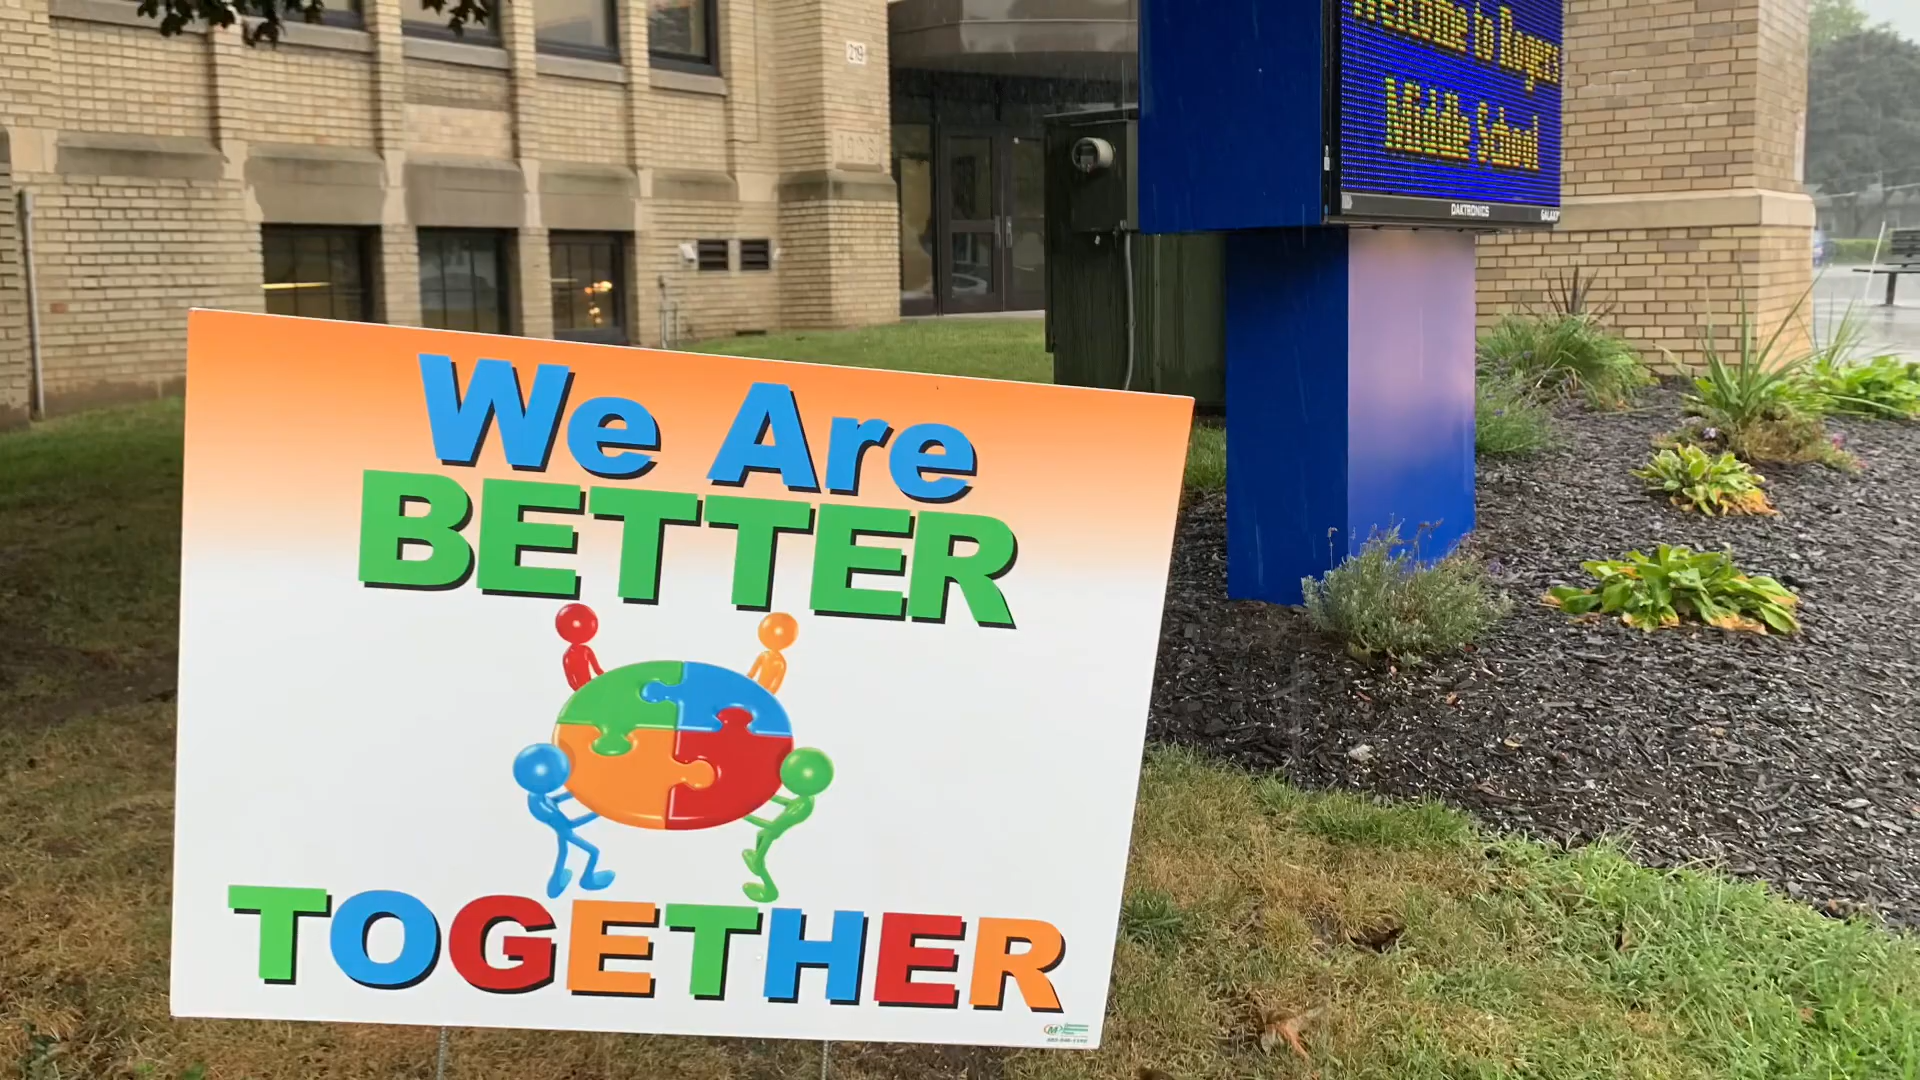 We Are
BETTER
TOGETHER
Welcome to Rogers
Middle School
DAKTRONICS
GALAXY
219